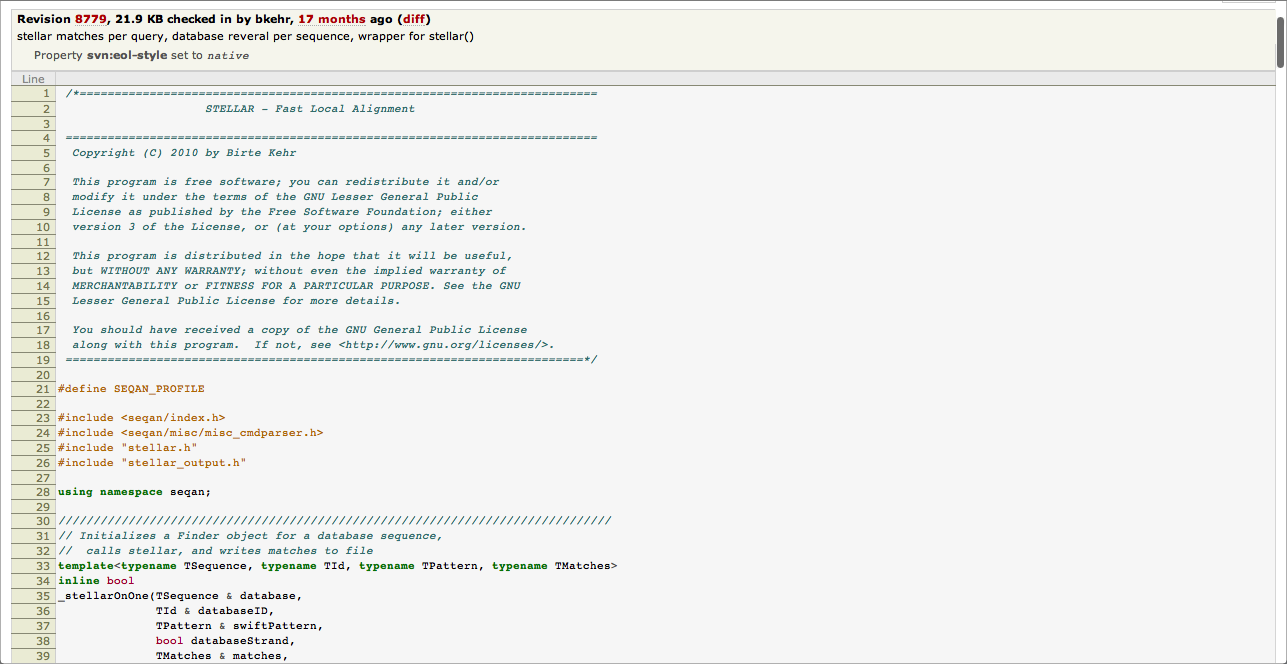 Revision 8779, 21.9 KB checked in by bkehr, 17 months ago (diff)
stellar matches per query, database reveral per sequence, wrapper for stellar()
Property svn:eol-style set to native
Line
1 /*==========================================================================
2 STELLAR - Fast Local Alignment
3
4 ============================================================================
5 Copyright (C) 2010 by Birte Kehr
6
7 This program is free software; you can redistribute it and/or
8 modify it under the terms of the GNU Lesser General Public
9 License as published by the Free Software Foundation; either
10 version 3 of the License, or (at your options) any later version.
11
12 This program is distributed in the hope that it will be useful,
13 but WITHOUT ANY WARRANTY; without even the implied warranty of
14 MERCHANTABILITY or FITNESS FOR A PARTICULAR PURPOSE. See the GNU
15 Lesser General Public License for more details.
16
17 You should have received a copy of the GNU General Public License
18 along with this program.  If not, see <http://www.gnu.org/licenses/>.
19 ==========================================================================*/
20
21 #define SEQAN_PROFILE
22
23 #include <seqan/index.h>
24 #include <seqan/misc/misc_cmdparser.h>
25 #include "stellar.h"
26 #include "stellar_output.h"
27
28 using namespace seqan;
29
30 ///////////////////////////////////////////////////////////////////////////////
31 // Initializes a Finder object for a database sequence,
32 //  calls stellar, and writes matches to file
33 template<typename TSequence, typename TId, typename TPattern, typename TMatches>
34 inline bool
35 _stellarOnOne(TSequence & database,
36 TId & databaseID,
37 TPattern & swiftPattern,
38 bool databaseStrand,
39 TMatches & matches,